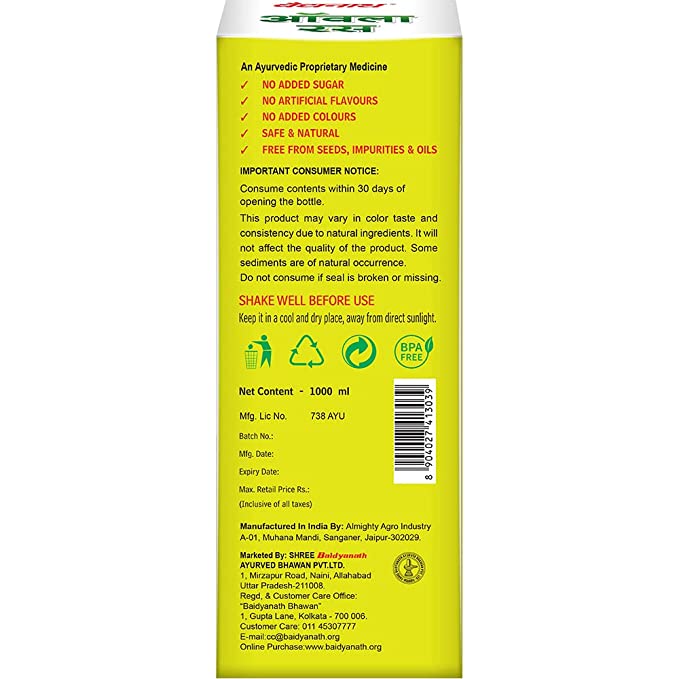 बैद्यनाथ
आँवला
रस
An Ayurvedic Proprietary Medicine
✓ NO ADDED SUGAR
✓ NO ARTIFICIAL FLAVOURS
✓ NO ADDED COLOURS
✓ SAFE & NATURAL
✓ FREE FROM SEEDS, IMPURITIES & OILS
IMPORTANT CONSUMER NOTICE:
Consume contents within 30 days of
opening the bottle.
This product may vary in color taste and
consistency due to natural ingredients. It will
not affect the quality of the product. Some
sediments are of natural occurrence.
Do not consume if seal is broken or missing.
SHAKE WELL BEFORE USE
Keep it in a cool and dry place, away from direct sunlight.
BPA
FREE
Net Content - 1000 ml
Mfg. Lic No. 738 AYU
Batch No.:
Mfg. Date:
Expiry Date:
Max. Retail Price Rs.:
(Inclusive of all taxes)
8 904027 413039
Manufactured In India By: Almighty Agro Industry
A-01, Muhana Mandi, Sanganer, Jaipur-302029.
Marketed By: SHREE Baidyanath
AYURVED BHAWAN PVT.LTD.
1, Mirzapur Road, Naini, Allahabad
Uttar Pradesh-211008.
Regd, & Customer Care Office:
"Baidyanath Bhawan"
1, Gupta Lane, Kolkata - 700 006.
Customer Care: 011 45307777
E-mail:cc@baidyanath.org
Online Purchase:www.baidyanath.org